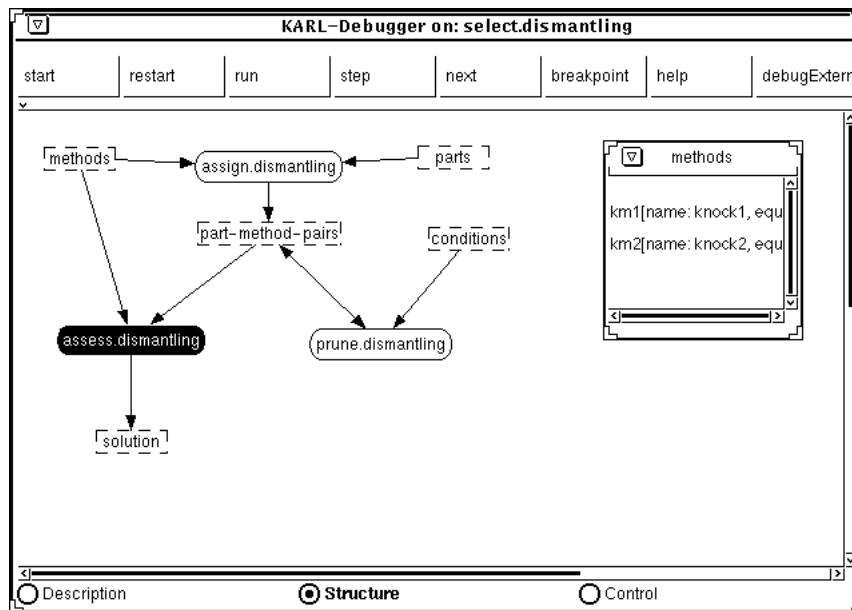 KARL-Debugger on: select.dismantling
start restart run step next breakpoint help debugExtern
methods assign.dismantling parts
part-method-pairs conditions
assess.dismantling prune.dismantling
solution
methods
km1[name: knock1, equ
km2[name: knock2, equ
Description Structure Control